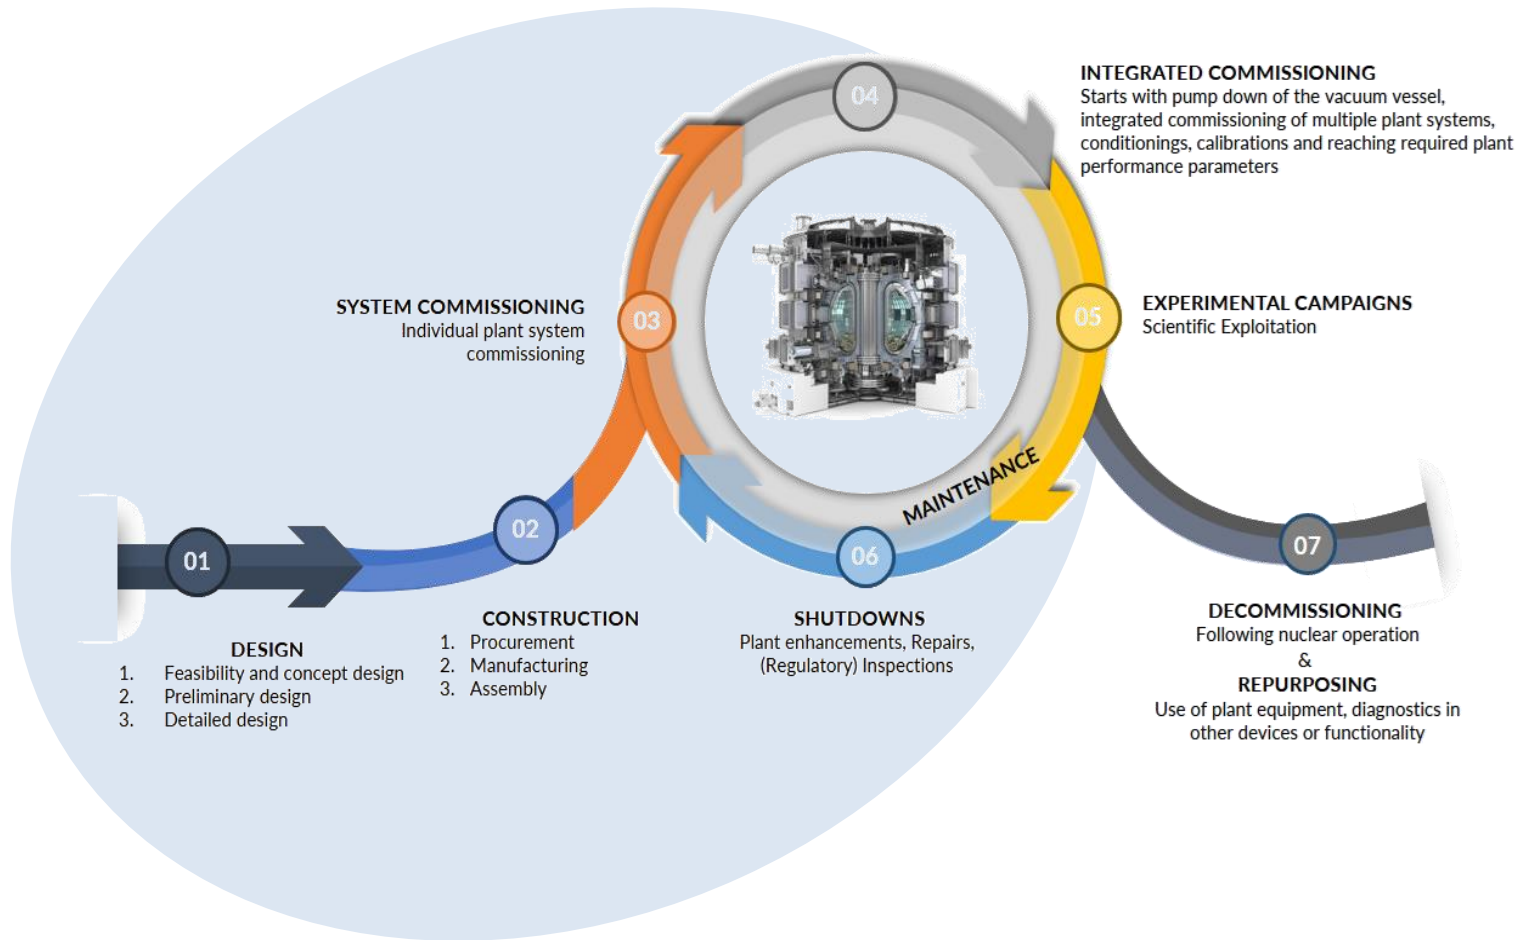 04
INTEGRATED COMMISSIONING
Starts with pump down of the vacuum vessel,
integrated commissioning of multiple plant systems,
conditionings, calibrations and reaching required plant
performance parameters
SYSTEM COMMISSIONING
Individual plant system
commissioning
03
05
EXPERIMENTAL CAMPAIGNS
Scientific Exploitation
MAINTENANCE
01
02
06
07
DESIGN
1. Feasibility and concept design
2. Preliminary design
3. Detailed design
CONSTRUCTION
1. Procurement
2. Manufacturing
3. Assembly
SHUTDOWNS
Plant enhancements, Repairs,
(Regulatory) Inspections
DECOMMISSIONING
Following nuclear operation
&
REPURPOSING
Use of plant equipment, diagnostics in
other devices or functionality